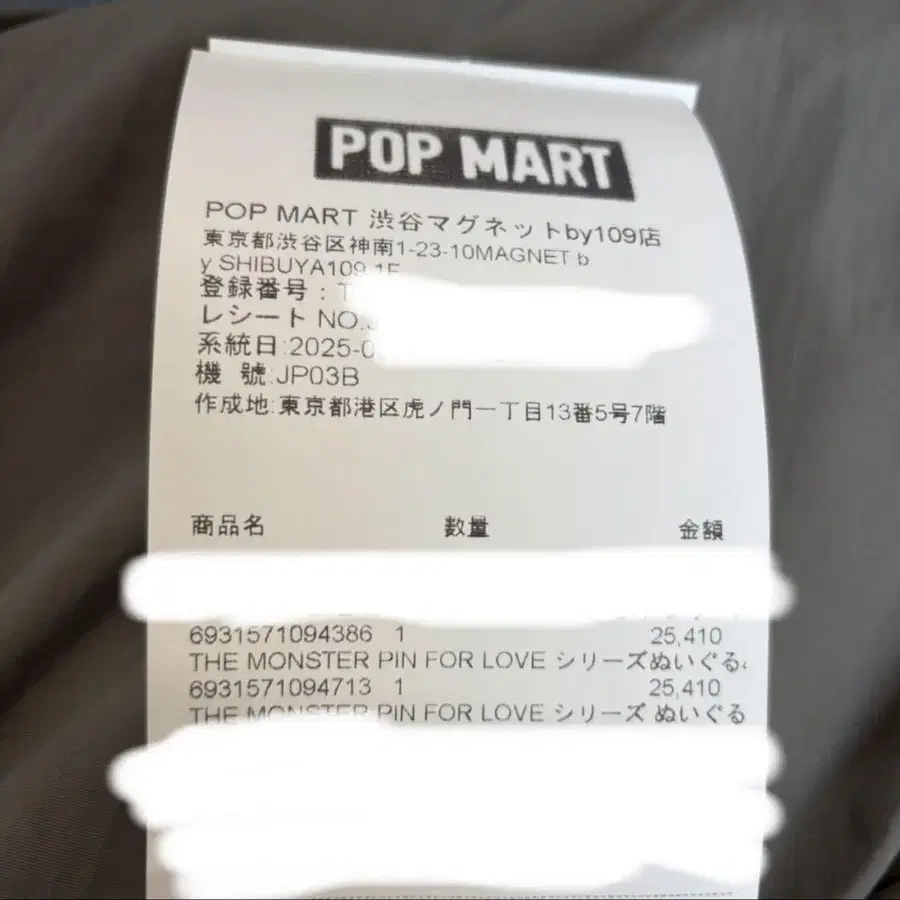 POP MART
POP MART 渋谷マグネットby109店
東京都渋谷区神南1-23-10MAGNET b
y SHIBUYA109 1F
登録番号：T
レシート NO.
系統日:2025-0
機 號:JP03B
作成地:東京都港区虎ノ門一丁目13番5号7階
商品名 数量 金額
6931571094386 1 25,410
THE MONSTER PIN FOR LOVE シリーズぬいぐる
6931571094713 1 25,410
THE MONSTER PIN FOR LOVE シリーズ ぬいぐる